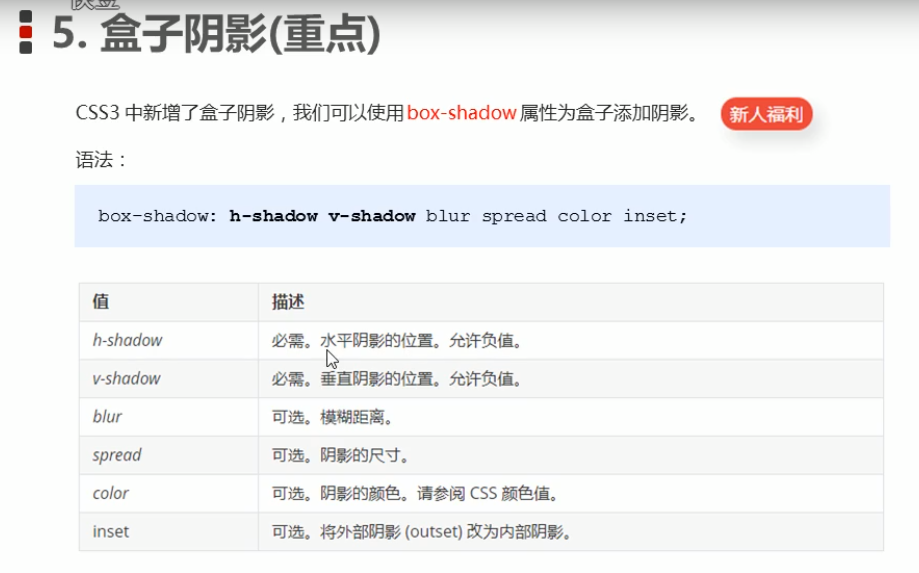 5. 盒子阴影(重点)
CSS3 中新增了盒子阴影，我们可以使用box-shadow属性为盒子添加阴影。 新人福利
语法：
box-shadow: h-shadow v-shadow blur spread color inset;
值 描述
h-shadow 必需。水平阴影的位置。允许负值。
v-shadow 必需。垂直阴影的位置。允许负值。
blur 可选。模糊距离。
spread 可选。阴影的尺寸。
color 可选。阴影的颜色。请参阅 CSS 颜色值。
inset 可选。将外部阴影 (outset) 改为内部阴影。